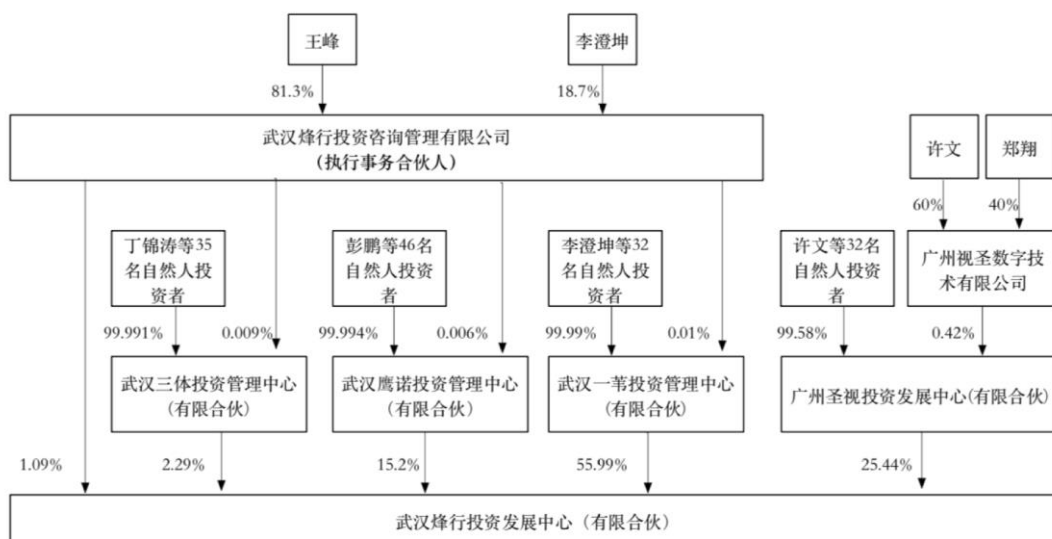 王峰
李澄坤
81.3%
18.7%
武汉烽行投资咨询管理有限公司
(执行事务合伙人)
许文
郑翔
60%
40%
丁锦涛等35
名自然人投
资者
彭鹏等46名
自然人投资
者
李澄坤等32
名自然人投
资者
许文等32名
自然人投资
者
广州视圣数字技
术有限公司
99.991%
0.009%
99.994%
0.006%
99.99%
0.01%
99.58%
0.42%
武汉三体投资管理中心
(有限合伙)
武汉鹰诺投资管理中心
(有限合伙)
武汉一苇投资管理中心
(有限合伙)
广州圣视投资发展中心(有限合伙)
1.09%
2.29%
15.2%
55.99%
25.44%
武汉烽行投资发展中心（有限合伙）